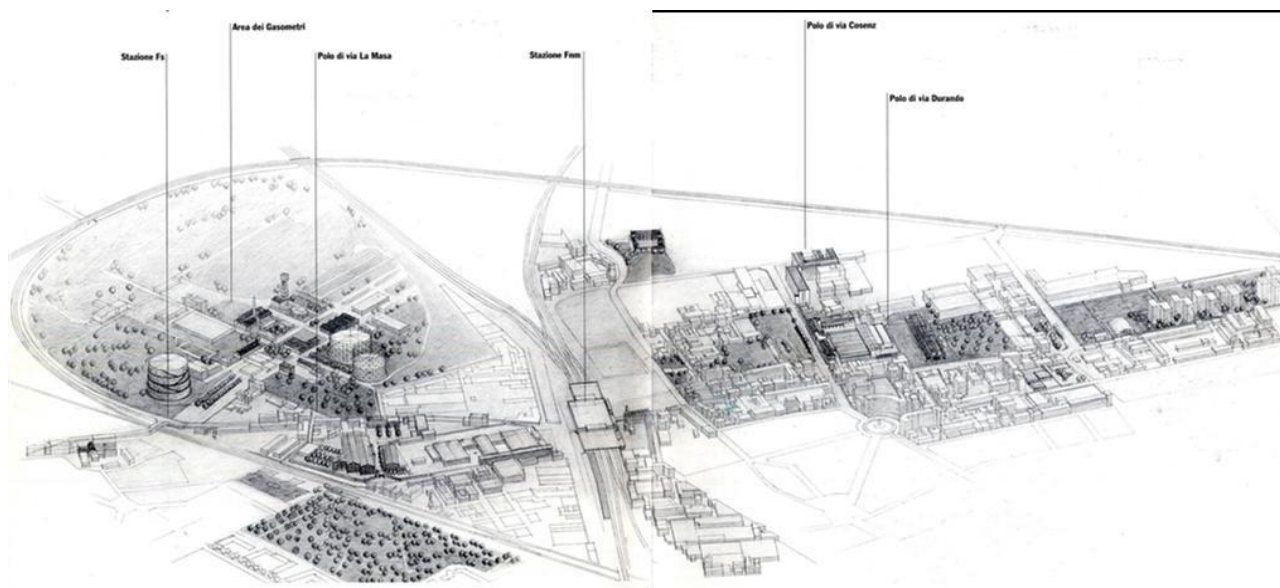 Area dei Gasometri
Stazione Fs
Polo di via La Masa
Stazione Fnm
Polo di via Cosenz
Polo di via Durando